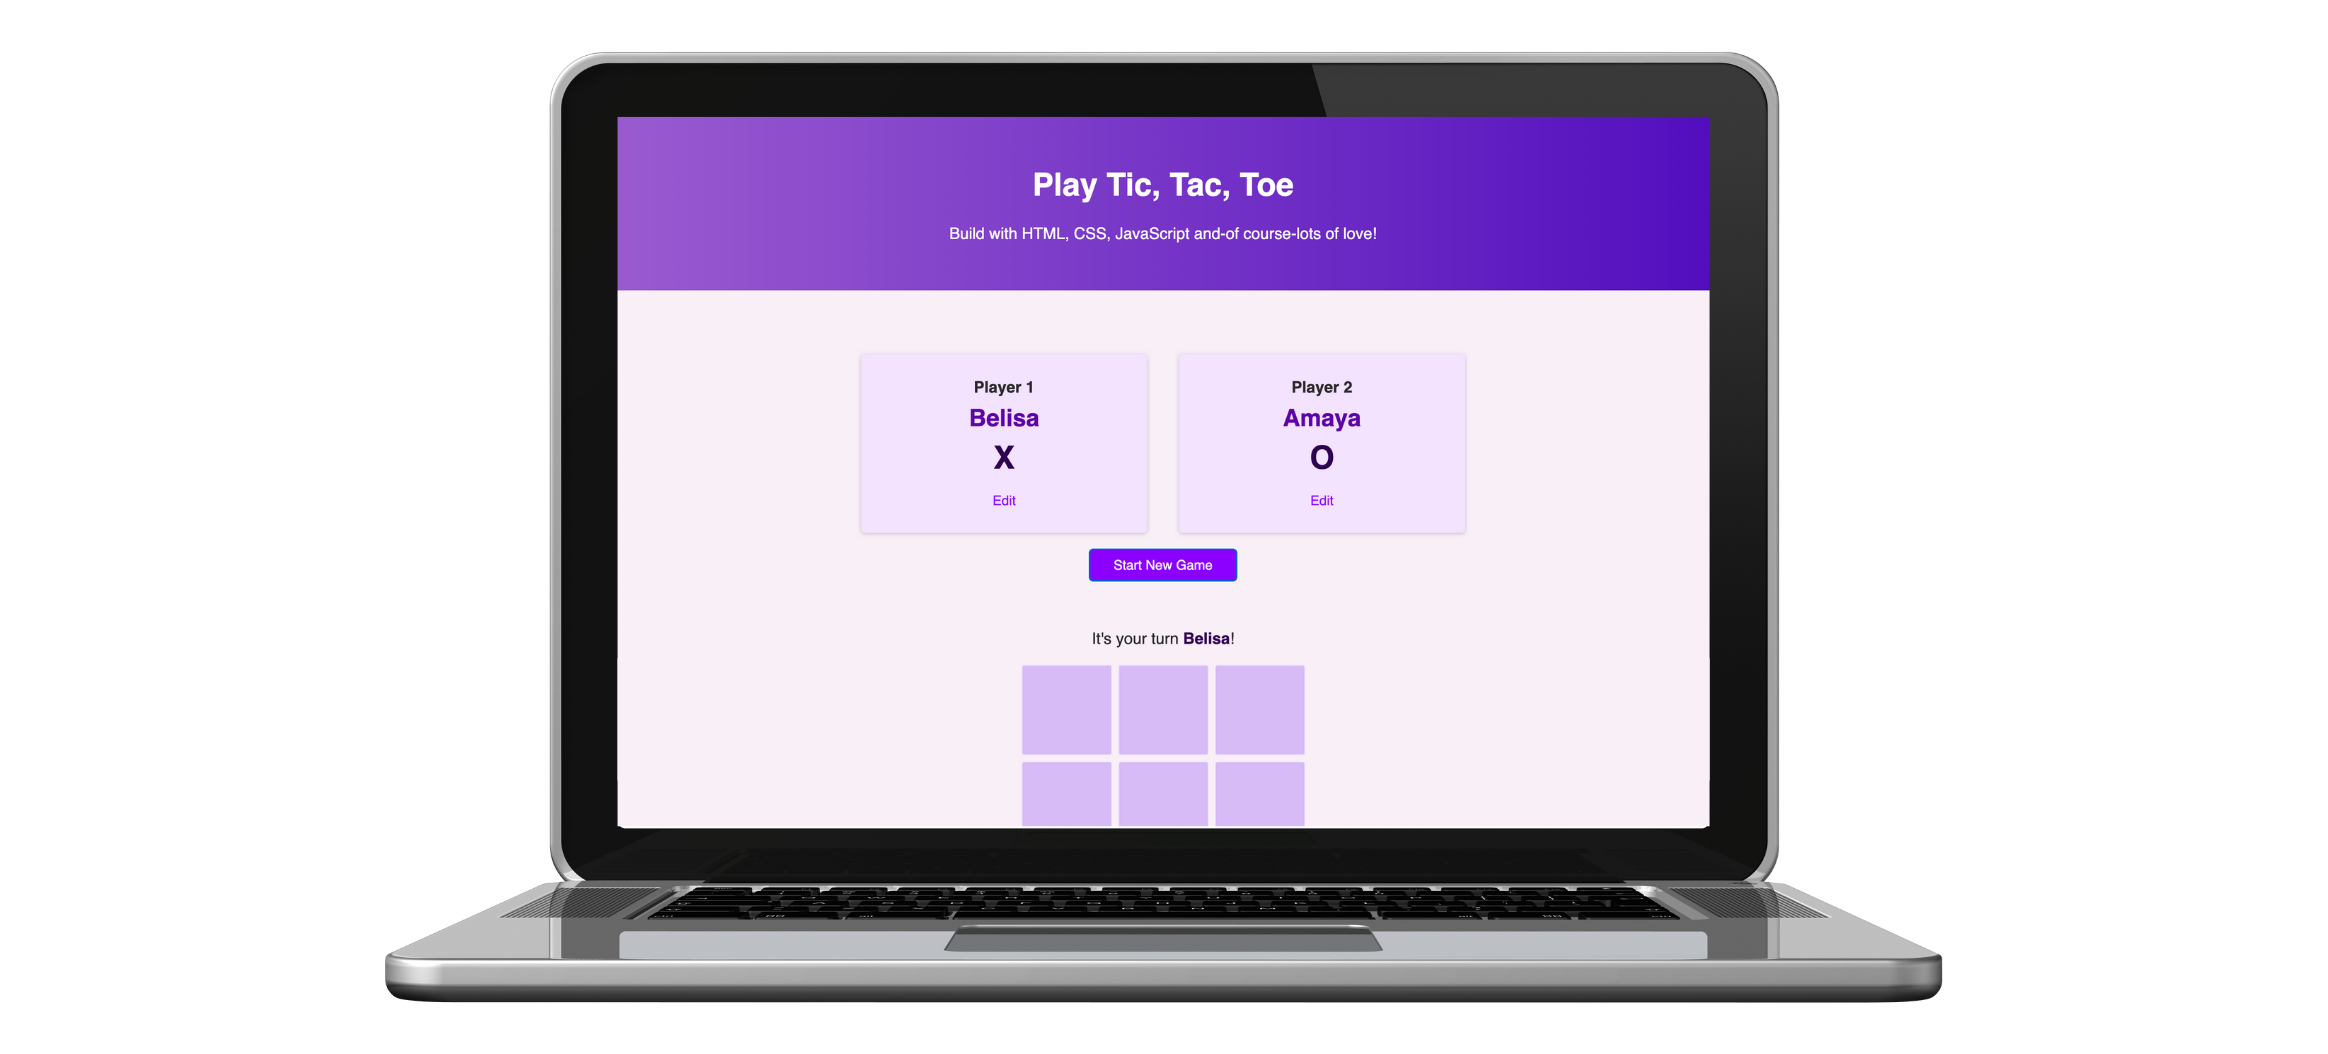 Play Tic, Tac, Toe
Build with HTML, CSS, JavaScript and-of course-lots of love!
Player 1
Belisa
X
Edit
Player 2
Amaya
O
Edit
Start New Game
It's your turn Belisa!